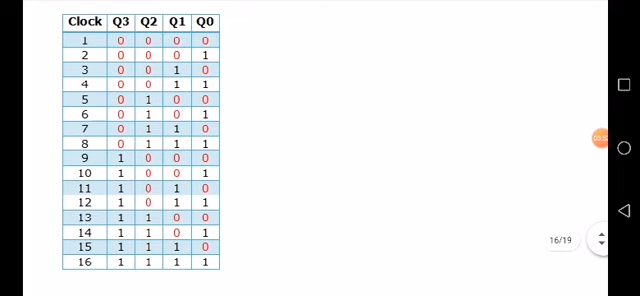 Clock Q3 Q2 Q1 Q0
1 0 0 0 0
2 0 0 0 1
3 0 0 1 0
4 0 0 1 1
5 0 1 0 0
6 0 1 0 1
7 0 1 1 0
8 0 1 1 1
9 1 0 0 0
10 1 0 0 1
11 1 0 1 0
12 1 0 1 1
13 1 1 0 0
14 1 1 0 1
15 1 1 1 0
16 1 1 1 1
16/19